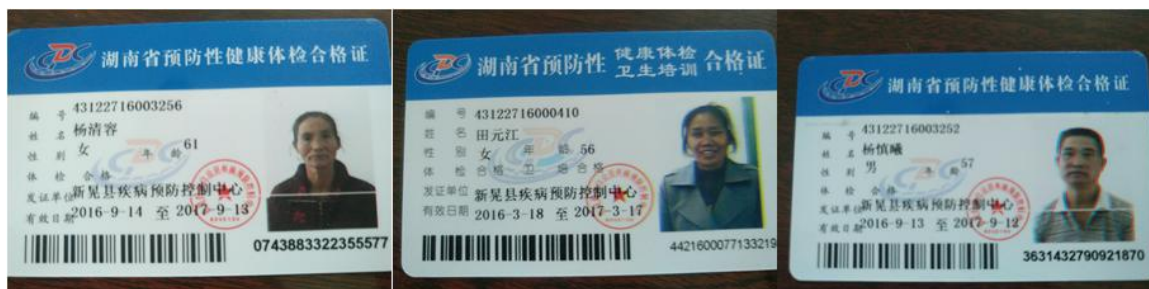 湖南省预防性健康体检合格证
编 号 43122716003256
姓 名 杨清容
性 别 女 年 龄 61
体 检 合 格
发证单位 新晃县疾病预防控制中心
有效日期 2016-9-14 至 2017-9-13
0743883322355577
湖南省预防性 健康体检 卫生培训 合格证
编 号 43122716000410
姓 名 田元江
性 别 女 年 龄 56
体 检 合格 卫 培 合格
发证单位 新晃县疾病预防控制中心
有效日期 2016-3-18 至 2017-3-17
4421600077133219
湖南省预防性健康体检合格证
编 号 43122716003252
姓 名 杨慎曦
性 别 男 年 龄 57
体 检 合 格
发证单位 新晃县疾病预防控制中心
有效日期 2016-9-13 至 2017-9-12
3631432790921870